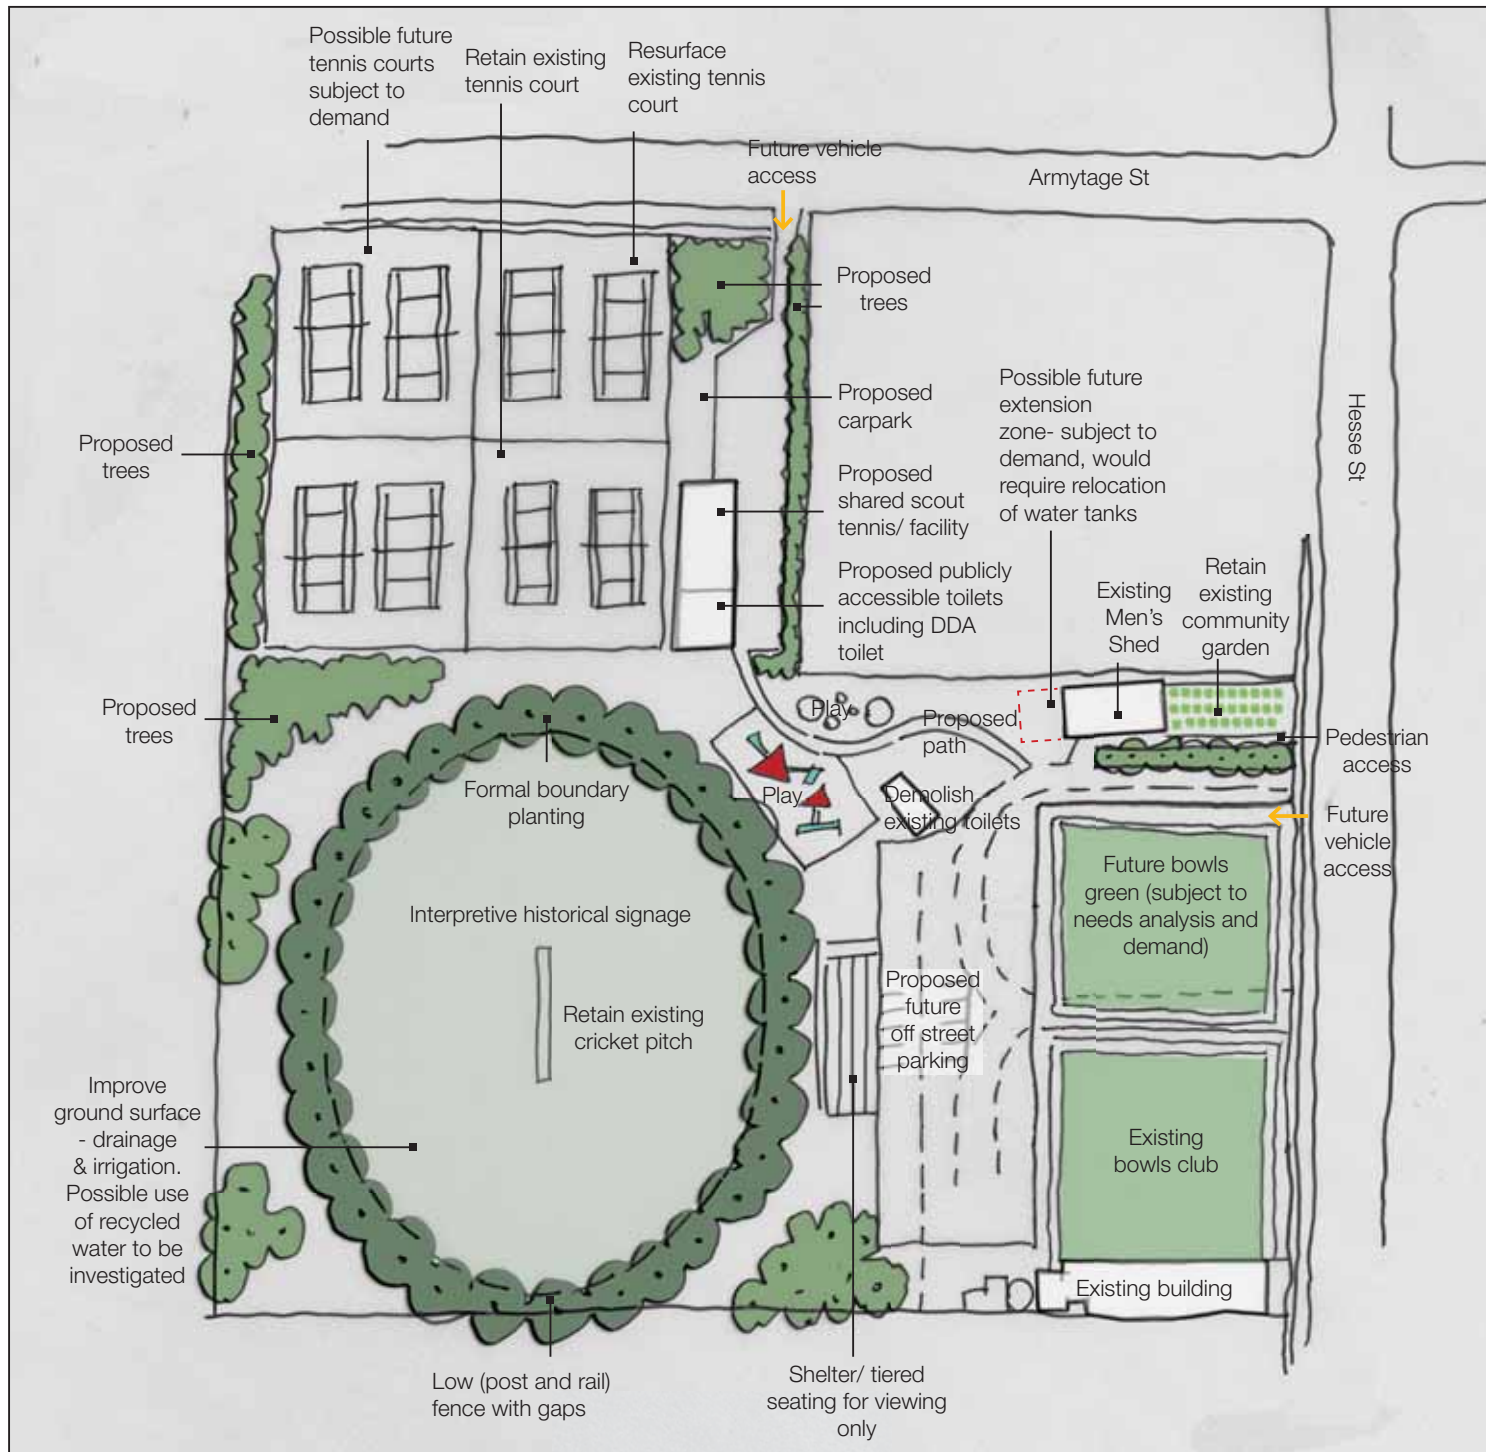 Possible future
tennis courts
subject to
demand
Retain existing
tennis court
Resurface
existing tennis
court
Future vehicle
access
Armytage St
Proposed
trees
Proposed
carpark
Possible future
extension
zone- subject to
demand, would
require relocation
of water tanks
Hesse St
Proposed
trees
Proposed
shared scout
tennis/ facility
Proposed publicly
accessible toilets
including DDA
toilet
Existing
Men's
Shed
Retain
existing
community
garden
Proposed
trees
Play
Proposed
path
Pedestrian
access
Formal boundary
planting
Play
Demolish
existing toilets
Future
vehicle
access
Future bowls
green (subject to
needs analysis and
demand)
Interpretive historical signage
Retain existing
cricket pitch
Proposed
future
off street
parking
Improve
ground surface
- drainage
& irrigation.
Possible use
of recycled
water to be
investigated
Existing
bowls club
Existing building
Low (post and rail)
fence with gaps
Shelter/ tiered
seating for viewing
only